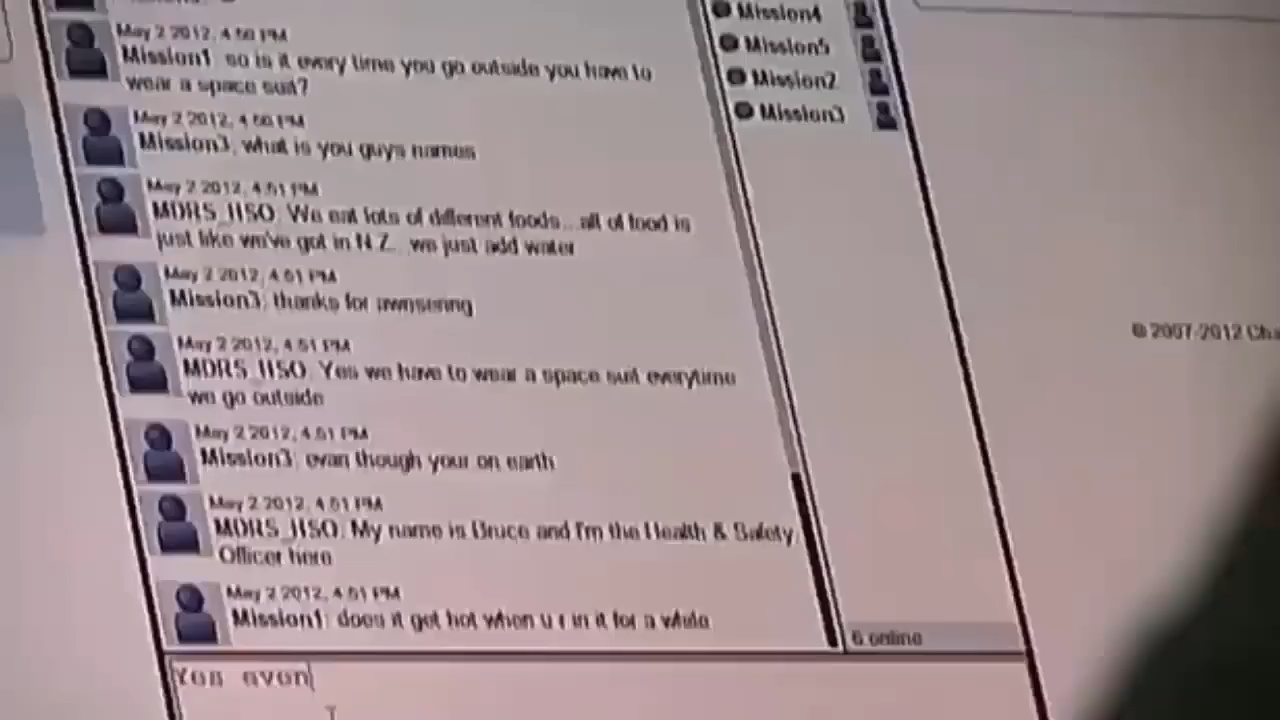 May 2 2012, 4:50 PM
Mission1: so is it every time you go outside you have to
wear a space suit?
May 2 2012, 4:50 PM
Mission3: what is you guys names
May 2 2012, 4:51 PM
MDRS_HSO: We eat lots of different foods...all of food is
just like we've got in N.Z... we just add water
May 2 2012, 4:51 PM
Mission3: thanks for awnsering
May 2 2012, 4:51 PM
MDRS_HSO: Yes we have to wear a space suit everytime
we go outside
May 2 2012, 4:51 PM
Mission3: evan though your on earth
May 2 2012, 4:51 PM
MDRS_HSO: My name is Bruce and I'm the Health & Safety
Officer here
May 2 2012, 4:51 PM
Mission1: does it get hot when u r in it for a while
Yes even
Mission4
Mission5
Mission2
Mission3
6 online
© 2007-2012